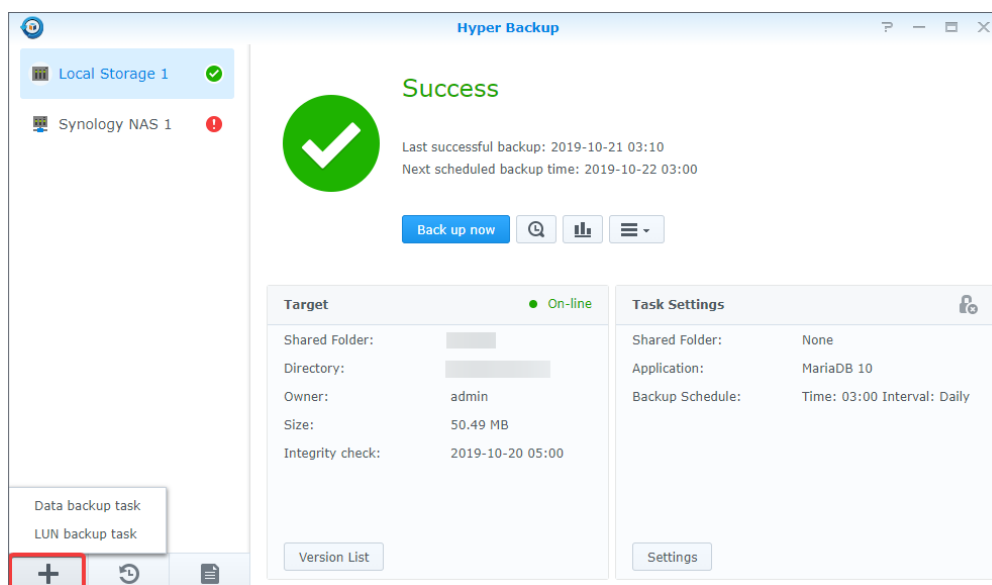 Hyper Backup
Local Storage 1
Synology NAS 1
Success
Last successful backup: 2019-10-21 03:10
Next scheduled backup time: 2019-10-22 03:00
Back up now
Target
On-line
Shared Folder:
Directory:
Owner: admin
Size: 50.49 MB
Integrity check: 2019-10-20 05:00
Version List
Task Settings
Shared Folder: None
Application: MariaDB 10
Backup Schedule: Time: 03:00 Interval: Daily
Settings
Data backup task
LUN backup task